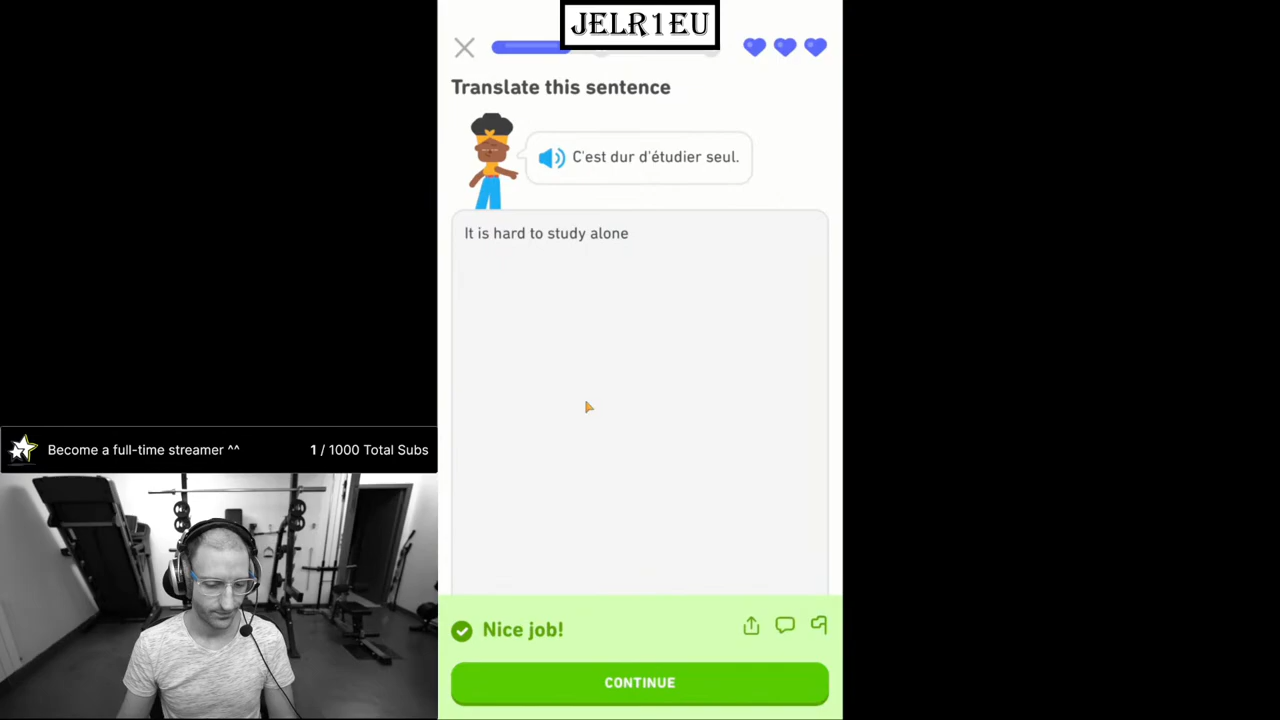 JELR1EU
Translate this sentence
C'est dur d'étudier seul.
It is hard to study alone
Become a full-time streamer ^^ 1 / 1000 Total Subs
Nice job!
CONTINUE